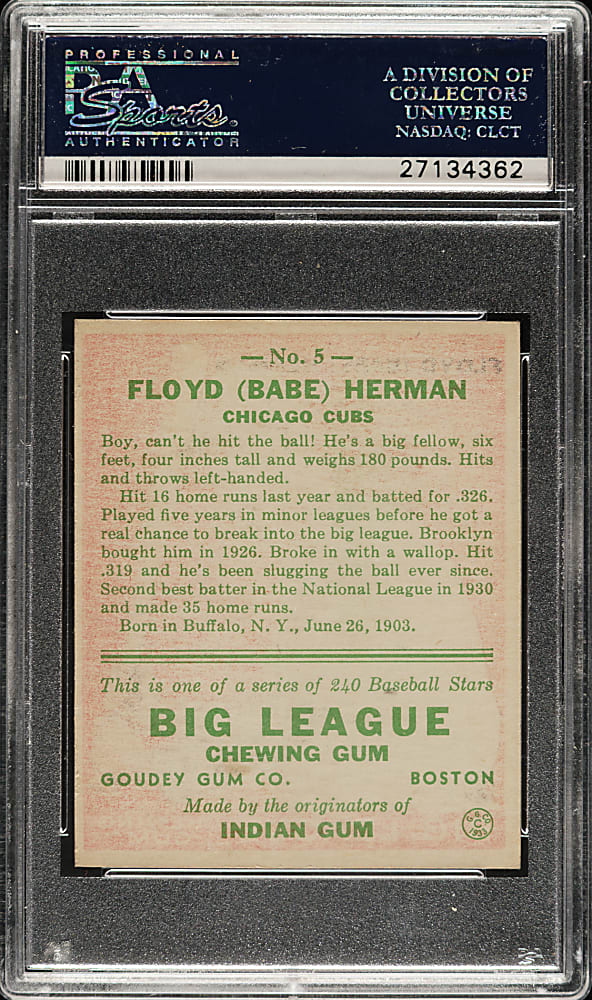 PROFESSIONAL
PSA
Sports.
AUTHENTICATOR
A DIVISION OF
COLLECTORS
UNIVERSE
NASDAQ: CLCT
27134362
— No. 5 —
FLOYD (BABE) HERMAN
CHICAGO CUBS
Boy, can't he hit the ball! He's a big fellow, six
feet, four inches tall and weighs 180 pounds. Hits
and throws left-handed.
Hit 16 home runs last year and batted for .326.
Played five years in minor leagues before he got a
real chance to break into the big league. Brooklyn
bought him in 1926. Broke in with a wallop. Hit
.319 and he's been slugging the ball ever since.
Second best batter in the National League in 1930
and made 35 home runs.
Born in Buffalo, N. Y., June 26, 1903.
This is one of a series of 240 Baseball Stars
BIG LEAGUE
CHEWING GUM
GOUDEY GUM CO. BOSTON
Made by the originators of
INDIAN GUM
G. G. CO.
C
1933